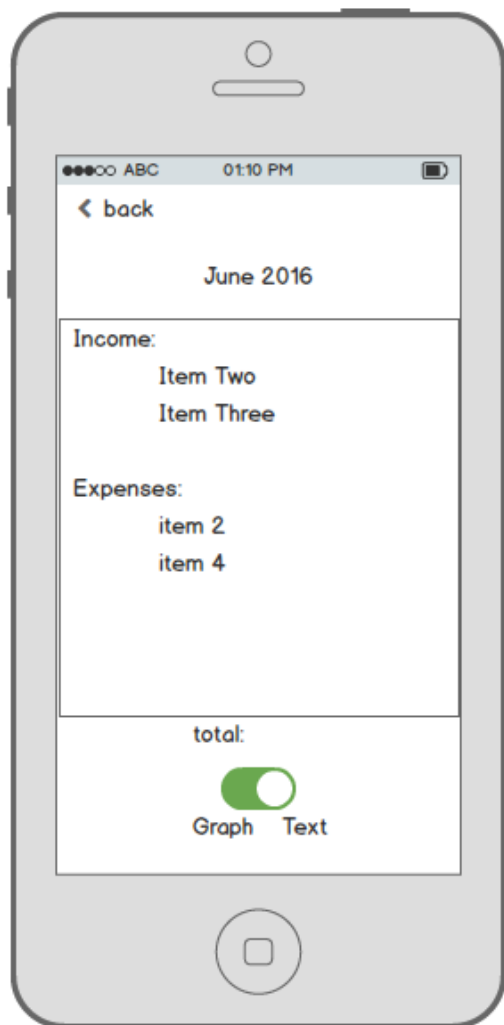 ABC 01:10 PM
back
June 2016
Income:
Item Two
Item Three
Expenses:
item 2
item 4
total:
Graph Text